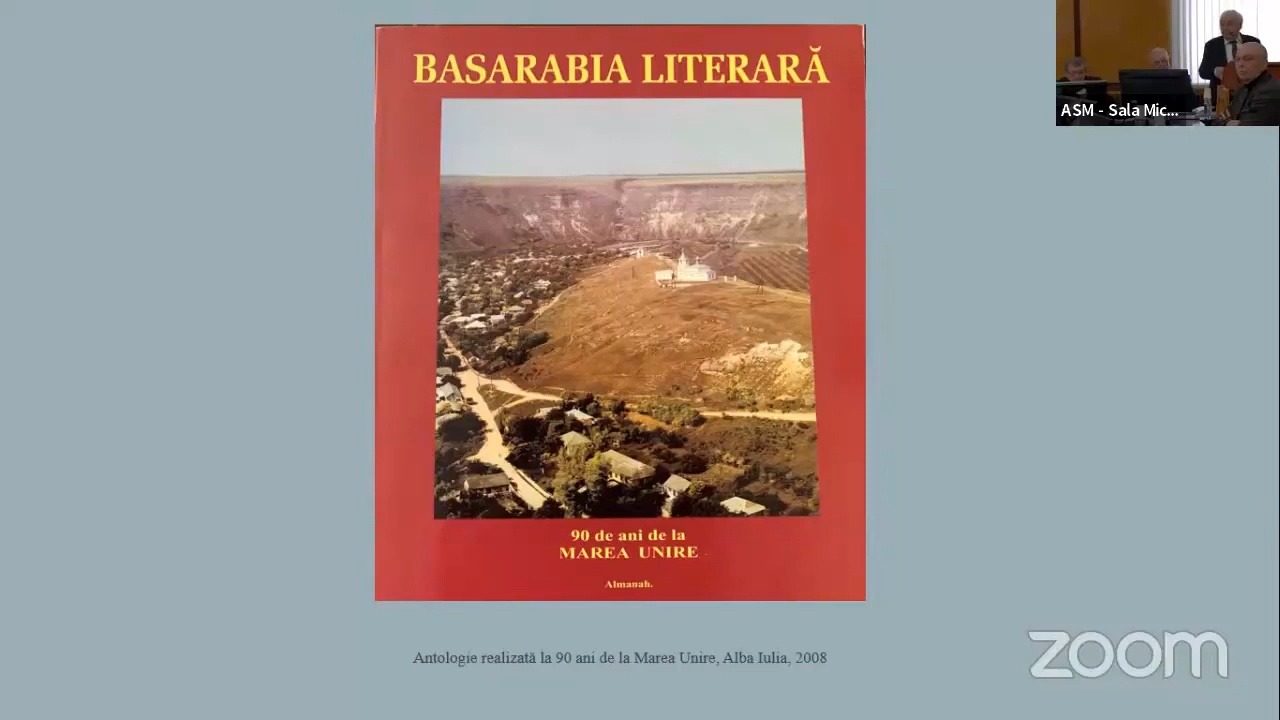 BASARABIA LITERARĂ
90 de ani de la
MAREA UNIRE
Almanah.
Antologie realizată la 90 ani de la Marea Unire, Alba Iulia, 2008
ASM - Sala Mic...
zoom